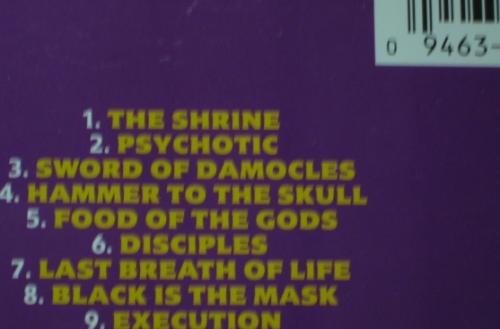 0 9463-
1. THE SHRINE
2. PSYCHOTIC
3. SWORD OF DAMOCLES
4. HAMMER TO THE SKULL
5. FOOD OF THE GODS
6. DISCIPLES
7. LAST BREATH OF LIFE
8. BLACK IS THE MASK
9. EXECUTION